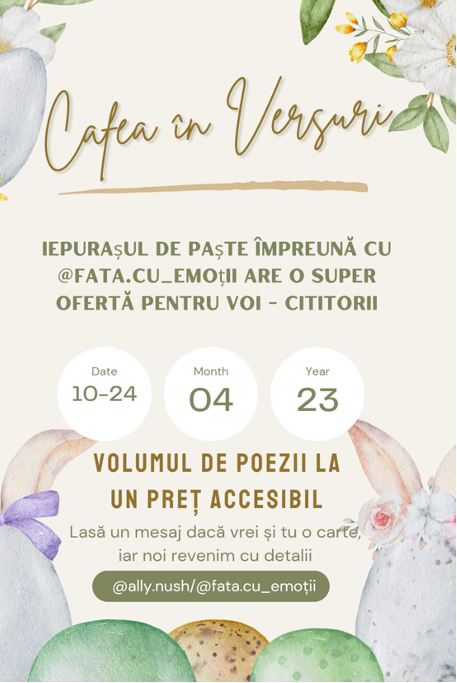 Cafea în Versuri
IEPURAșUL DE PAșTE ÎMPREUNĂ CU
@FATA.CU_EMOțII ARE O SUPER
OFERTĂ PENTRU VOI - CITITORII
Date
10-24
Month
04
Year
23
VOLUMUL DE POEZII LA
UN PREȚ ACCESIBIL
Lasă un mesaj dacă vrei și tu o carte,
iar noi revenim cu detalii
@ally.nush/@fata.cu_emoții